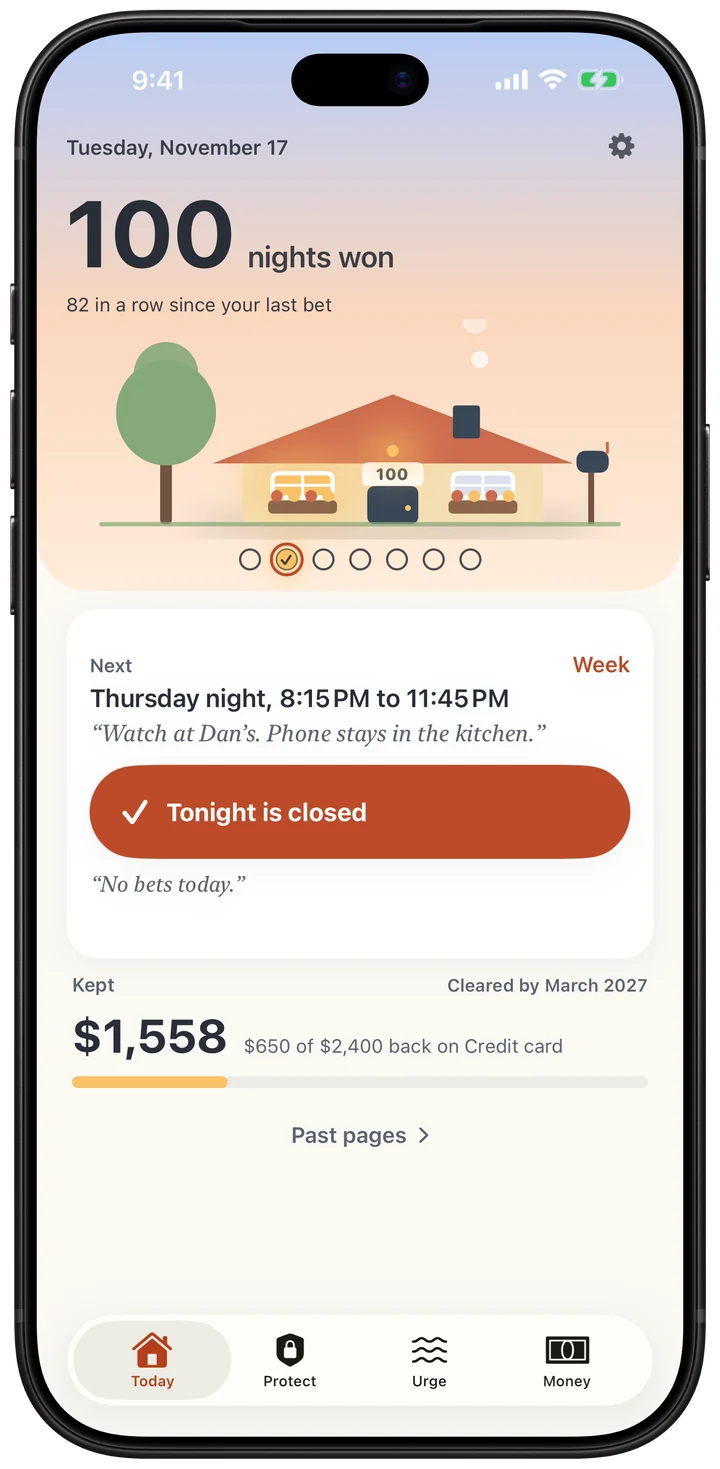 9:41
Tuesday, November 17
100 nights won
82 in a row since your last bet
100
Next
Week
Thursday night, 8:15 PM to 11:45 PM
“Watch at Dan’s. Phone stays in the kitchen.”
Tonight is closed
“No bets today.”
Kept
Cleared by March 2027
$1,558 $650 of $2,400 back on Credit card
Past pages
Today
Protect
Urge
Money